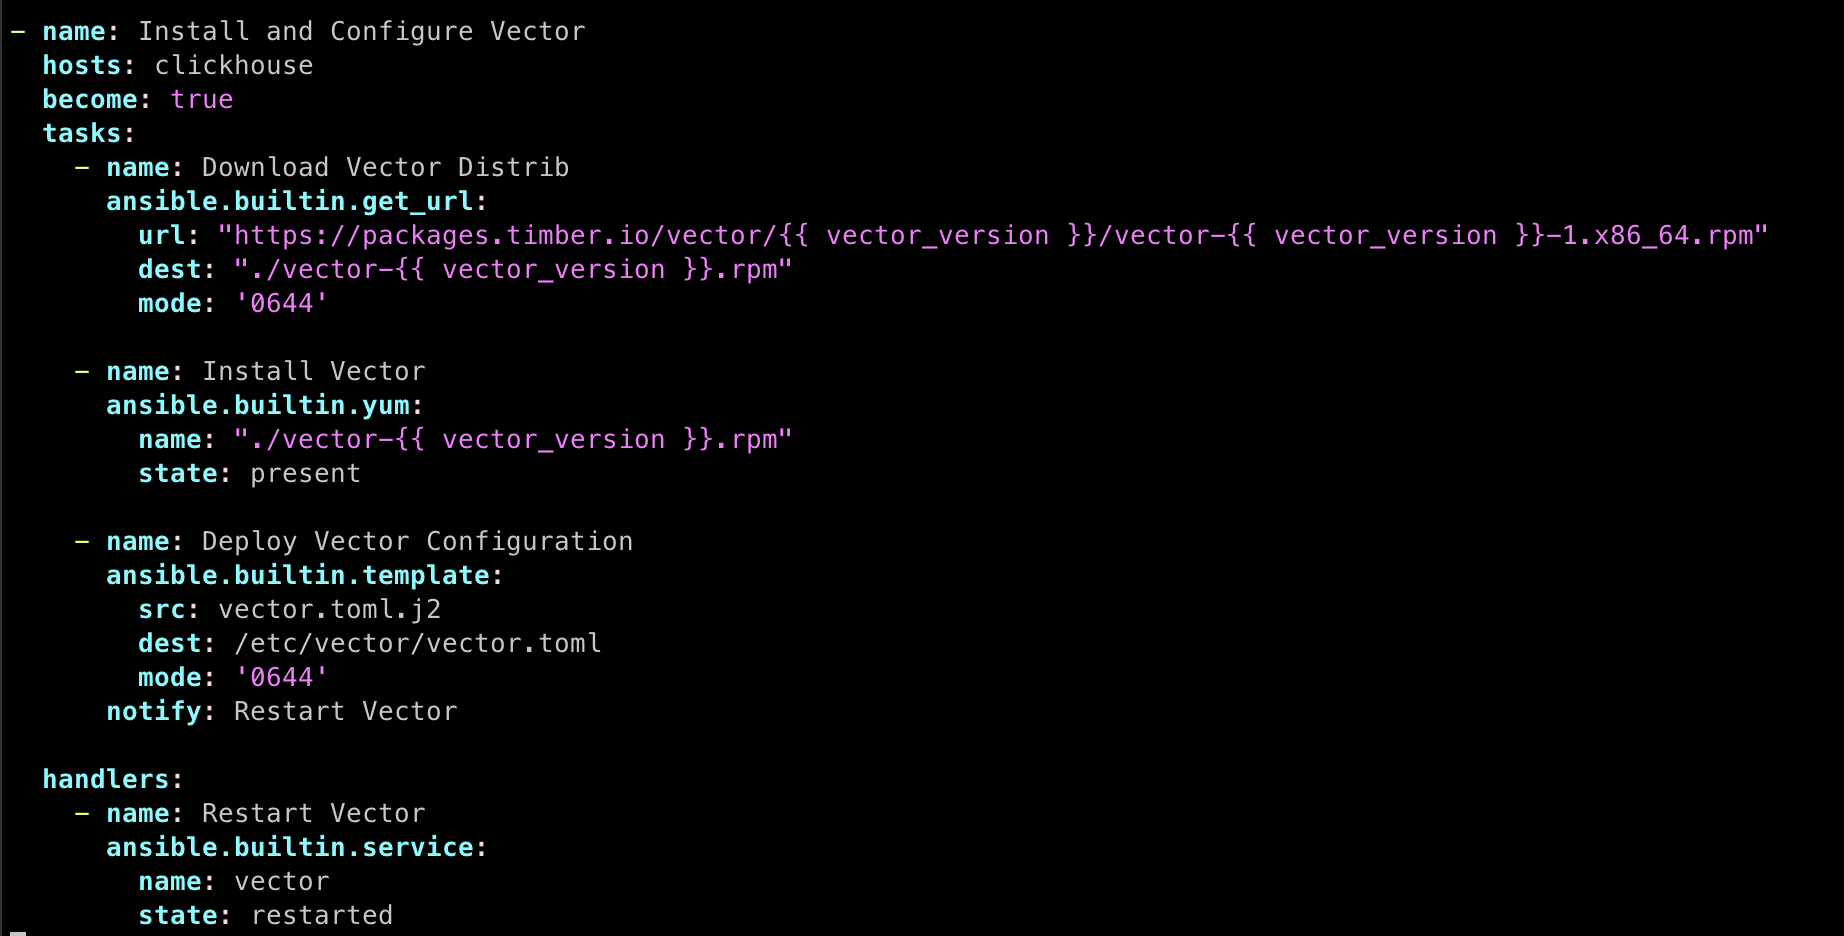 - name: Install and Configure Vector
  hosts: clickhouse
  become: true
  tasks:
    - name: Download Vector Distrib
      ansible.builtin.get_url:
        url: "https://packages.timber.io/vector/{{ vector_version }}/vector-{{ vector_version }}-1.x86_64.rpm"
        dest: "./vector-{{ vector_version }}.rpm"
        mode: '0644'

    - name: Install Vector
      ansible.builtin.yum:
        name: "./vector-{{ vector_version }}.rpm"
        state: present

    - name: Deploy Vector Configuration
      ansible.builtin.template:
        src: vector.toml.j2
        dest: /etc/vector/vector.toml
        mode: '0644'
      notify: Restart Vector

  handlers:
    - name: Restart Vector
      ansible.builtin.service:
        name: vector
        state: restarted